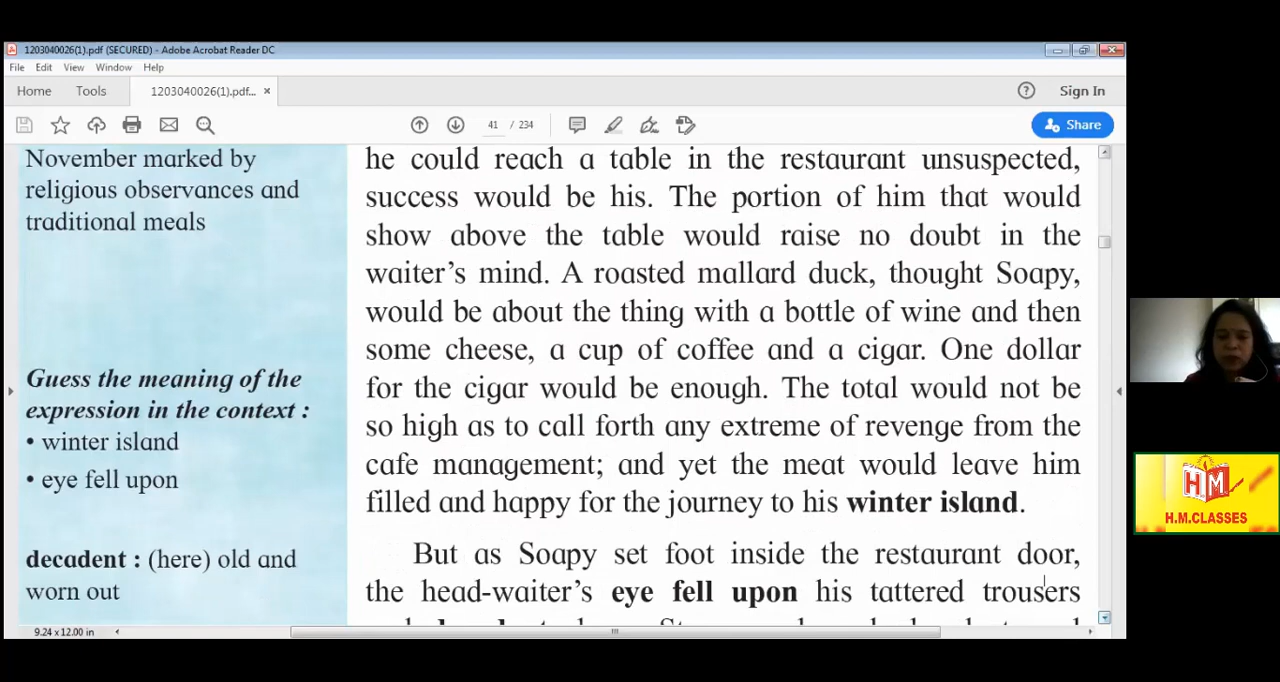 1203040026(1).pdf (SECURED) - Adobe Acrobat Reader DC
File Edit View Window Help
Home Tools 1203040026(1).pdf... × Sign In
41 / 234 Share
November marked by
religious observances and
traditional meals
Guess the meaning of the
expression in the context :
• winter island
• eye fell upon
decadent : (here) old and
worn out
he could reach a table in the restaurant unsuspected,
success would be his. The portion of him that would
show above the table would raise no doubt in the
waiter's mind. A roasted mallard duck, thought Soapy,
would be about the thing with a bottle of wine and then
some cheese, a cup of coffee and a cigar. One dollar
for the cigar would be enough. The total would not be
so high as to call forth any extreme of revenge from the
cafe management; and yet the meat would leave him
filled and happy for the journey to his winter island.
But as Soapy set foot inside the restaurant door,
the head-waiter's eye fell upon his tattered trousers
9.24 x 12.00 in
HM
H.M.CLASSES